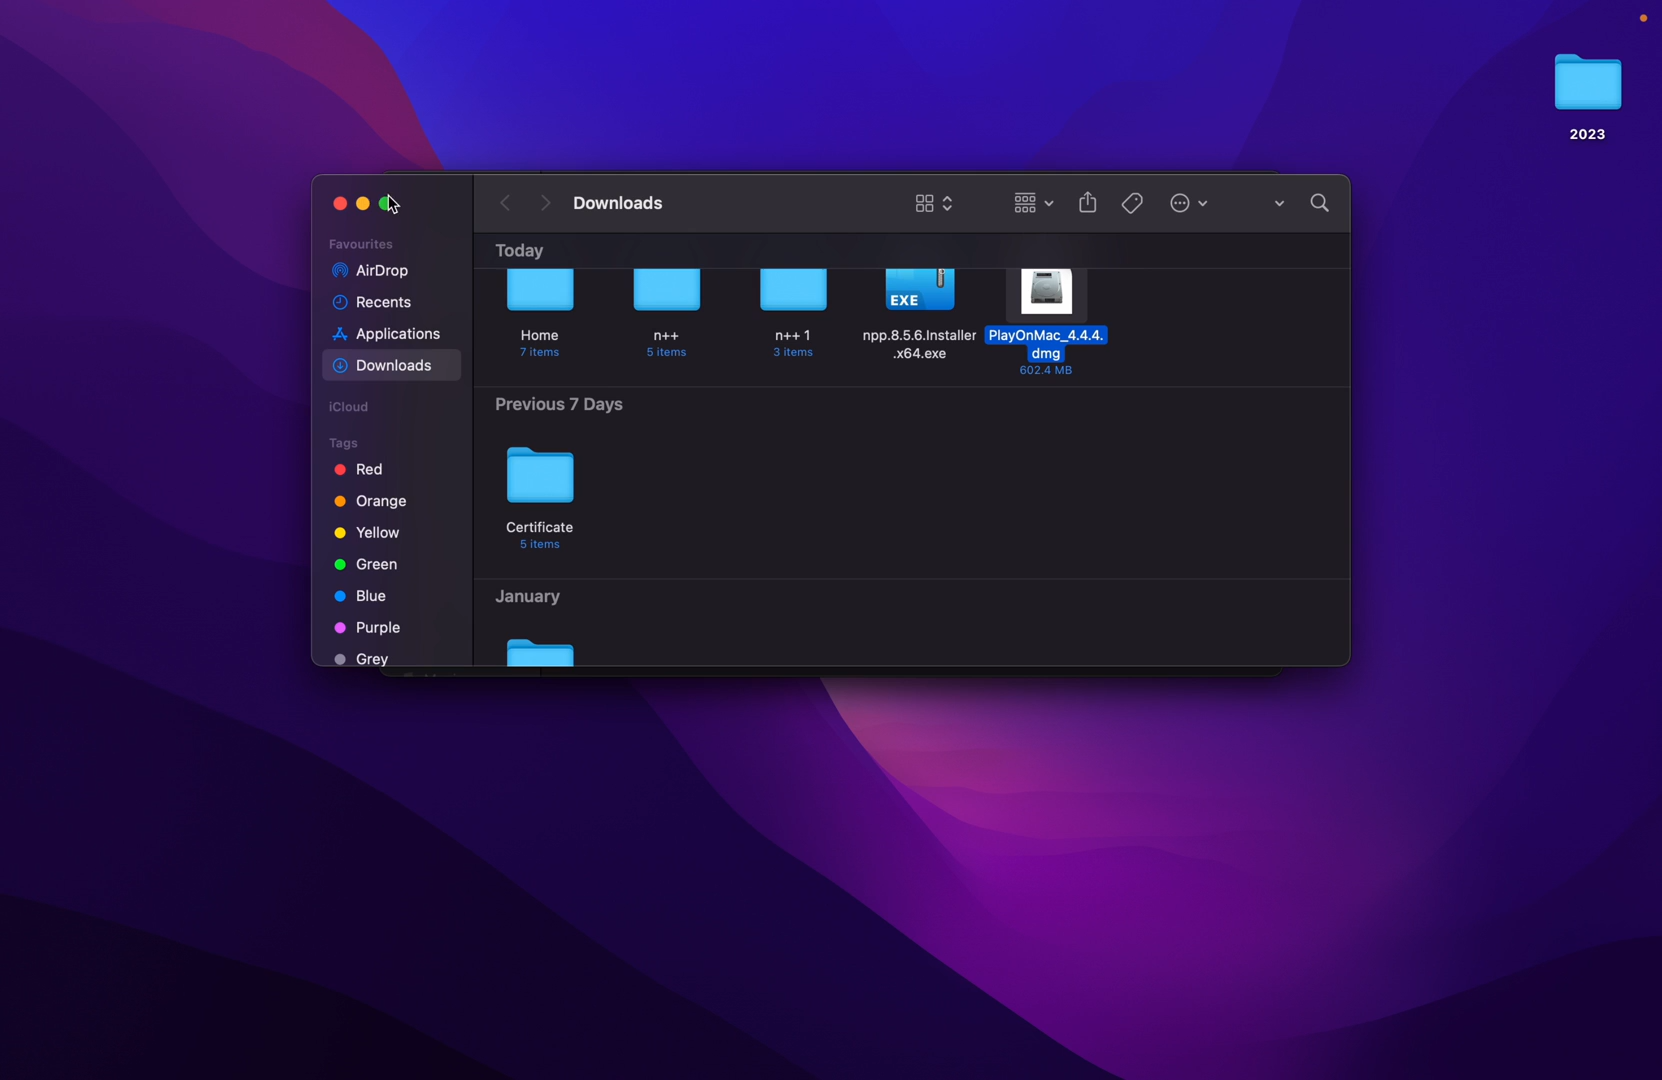 2023
Downloads
Favourites
AirDrop
Recents
Applications
Downloads
iCloud
Tags
Red
Orange
Yellow
Green
Blue
Purple
Grey
Today
EXE
Home
7 items
n++
5 items
n++ 1
3 items
npp.8.5.6.Installer
.x64.exe
PlayOnMac_4.4.4.
dmg
602.4 MB
Previous 7 Days
Certificate
5 items
January